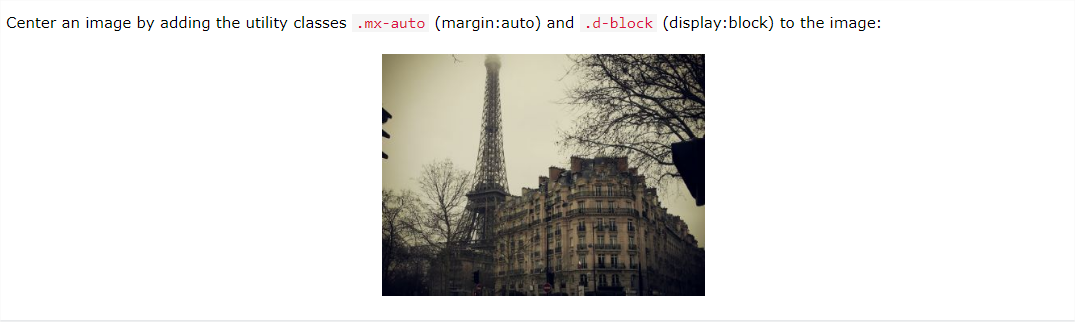 Center an image by adding the utility classes .mx-auto (margin:auto) and .d-block (display:block) to the image: